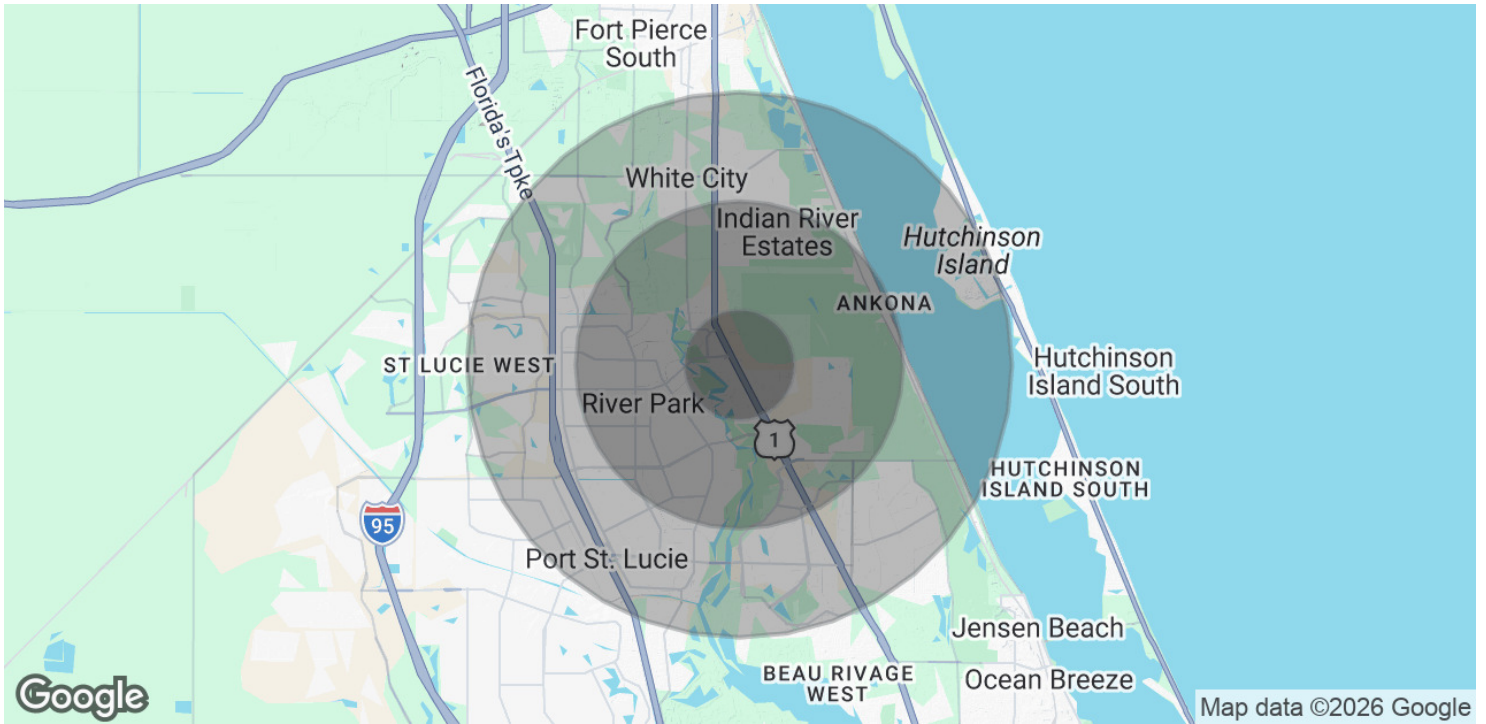 Fort Pierce
South
Florida's Tpke
White City
Indian River
Estates
Hutchinson
Island
ANKONA
ST LUCIE WEST
Hutchinson
Island South
River Park
1
HUTCHINSON
ISLAND SOUTH
95
Port St. Lucie
Jensen Beach
BEAU RIVAGE
WEST
Ocean Breeze
Google
Map data ©2026 Google